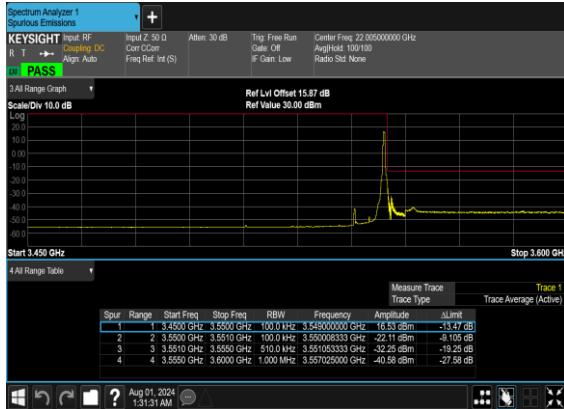 Spectrum Analyzer 1
Spurious Emissions
+
KEYSIGHT Input: RF Input Z: 50 Ω Atten: 30 dB Trig: Free Run Center Freq: 22.005000000 GHz
R T Coupling: DC Corr CCorr Gate: Off Avg|Hold: 100/100
Align: Auto Freq Ref: Int (S) IF Gain: Low Radio Std: None
LXI PASS
3 All Range Graph
Ref Lvl Offset 15.87 dB
Scale/Div 10.0 dB Ref Value 30.00 dBm
Log
20.0
10.0
0.00
-10.0
-20.0
-30.0
-40.0
-50.0
-60.0
Start 3.450 GHz Stop 3.600 GHz
4 All Range Table
Measure Trace Trace 1
Trace Type Trace Average (Active)
Spur Range Start Freq Stop Freq RBW Frequency Amplitude ΔLimit
1 1 3.4500 GHz 3.5500 GHz 100.0 kHz 3.549000000 GHz 16.53 dBm -13.47 dB
2 2 3.5500 GHz 3.5510 GHz 100.0 kHz 3.550008333 GHz -22.11 dBm -9.105 dB
3 3 3.5510 GHz 3.5550 GHz 510.0 kHz 3.551053333 GHz -32.25 dBm -19.25 dB
4 4 3.5550 GHz 3.6000 GHz 1.000 MHz 3.557025000 GHz -40.58 dBm -27.58 dB
? Aug 01, 2024
1:31:31 AM